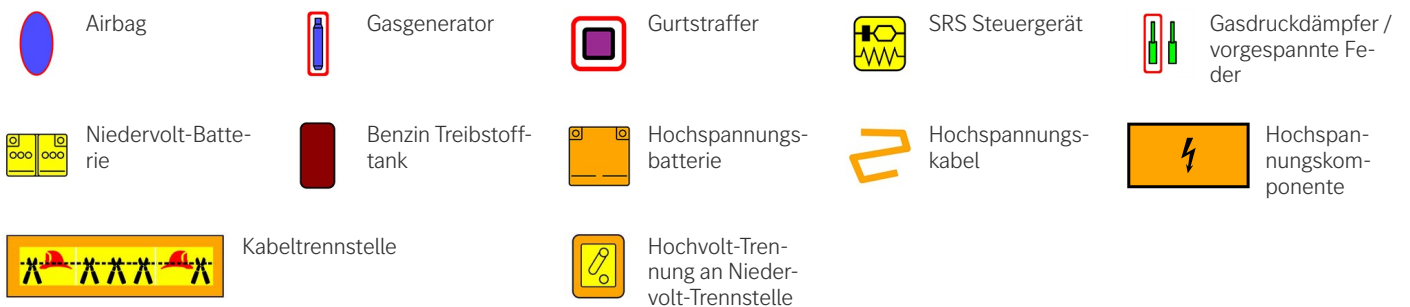 Airbag
Gasgenerator
Gurtstraffer
SRS Steuergerät
Gasdruckdämpfer /
vorgespannte Fe-
der
Niedervolt-Batte-
rie
Benzin Treibstoff-
tank
Hochspannungs-
batterie
Hochspannungs-
kabel
Hochspan-
nungskom-
ponente
Kabeltrennstelle
Hochvolt-Tren-
nung an Nieder-
volt-Trennstelle